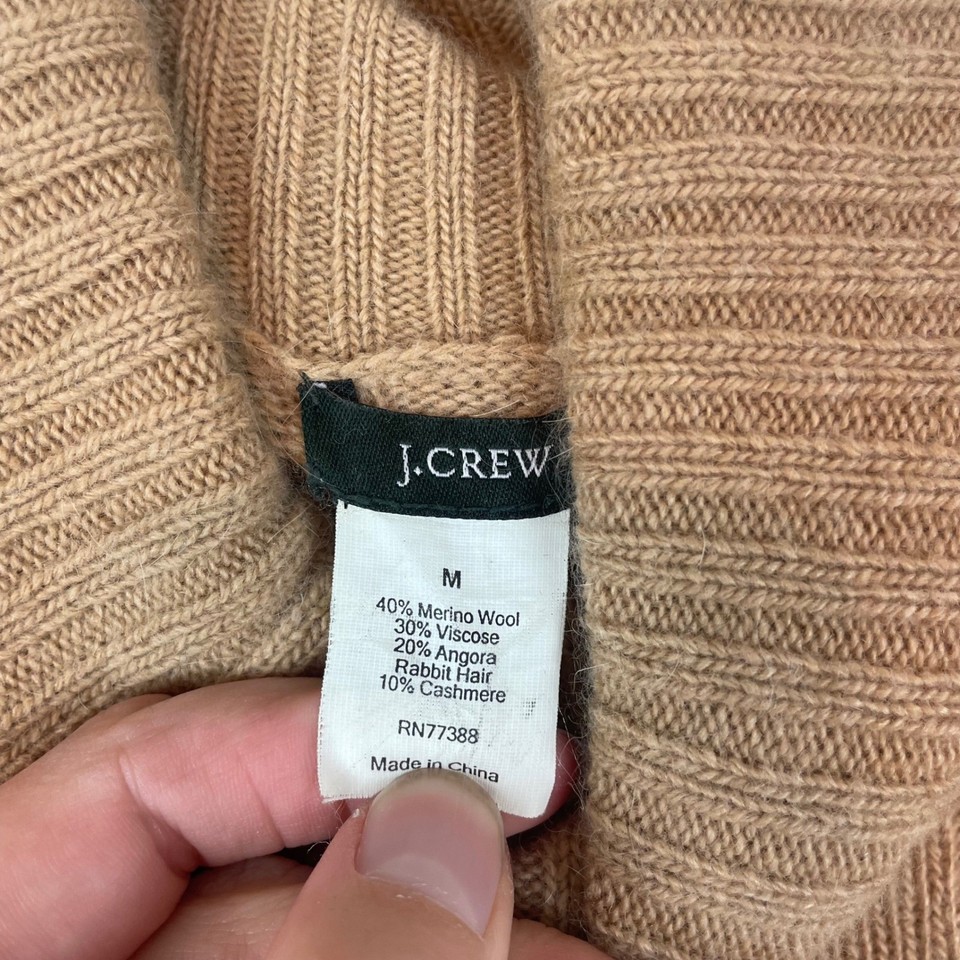 J.CREW
M
40% Merino Wool
30% Viscose
20% Angora
Rabbit Hair
10% Cashmere
RN77388
Made in China